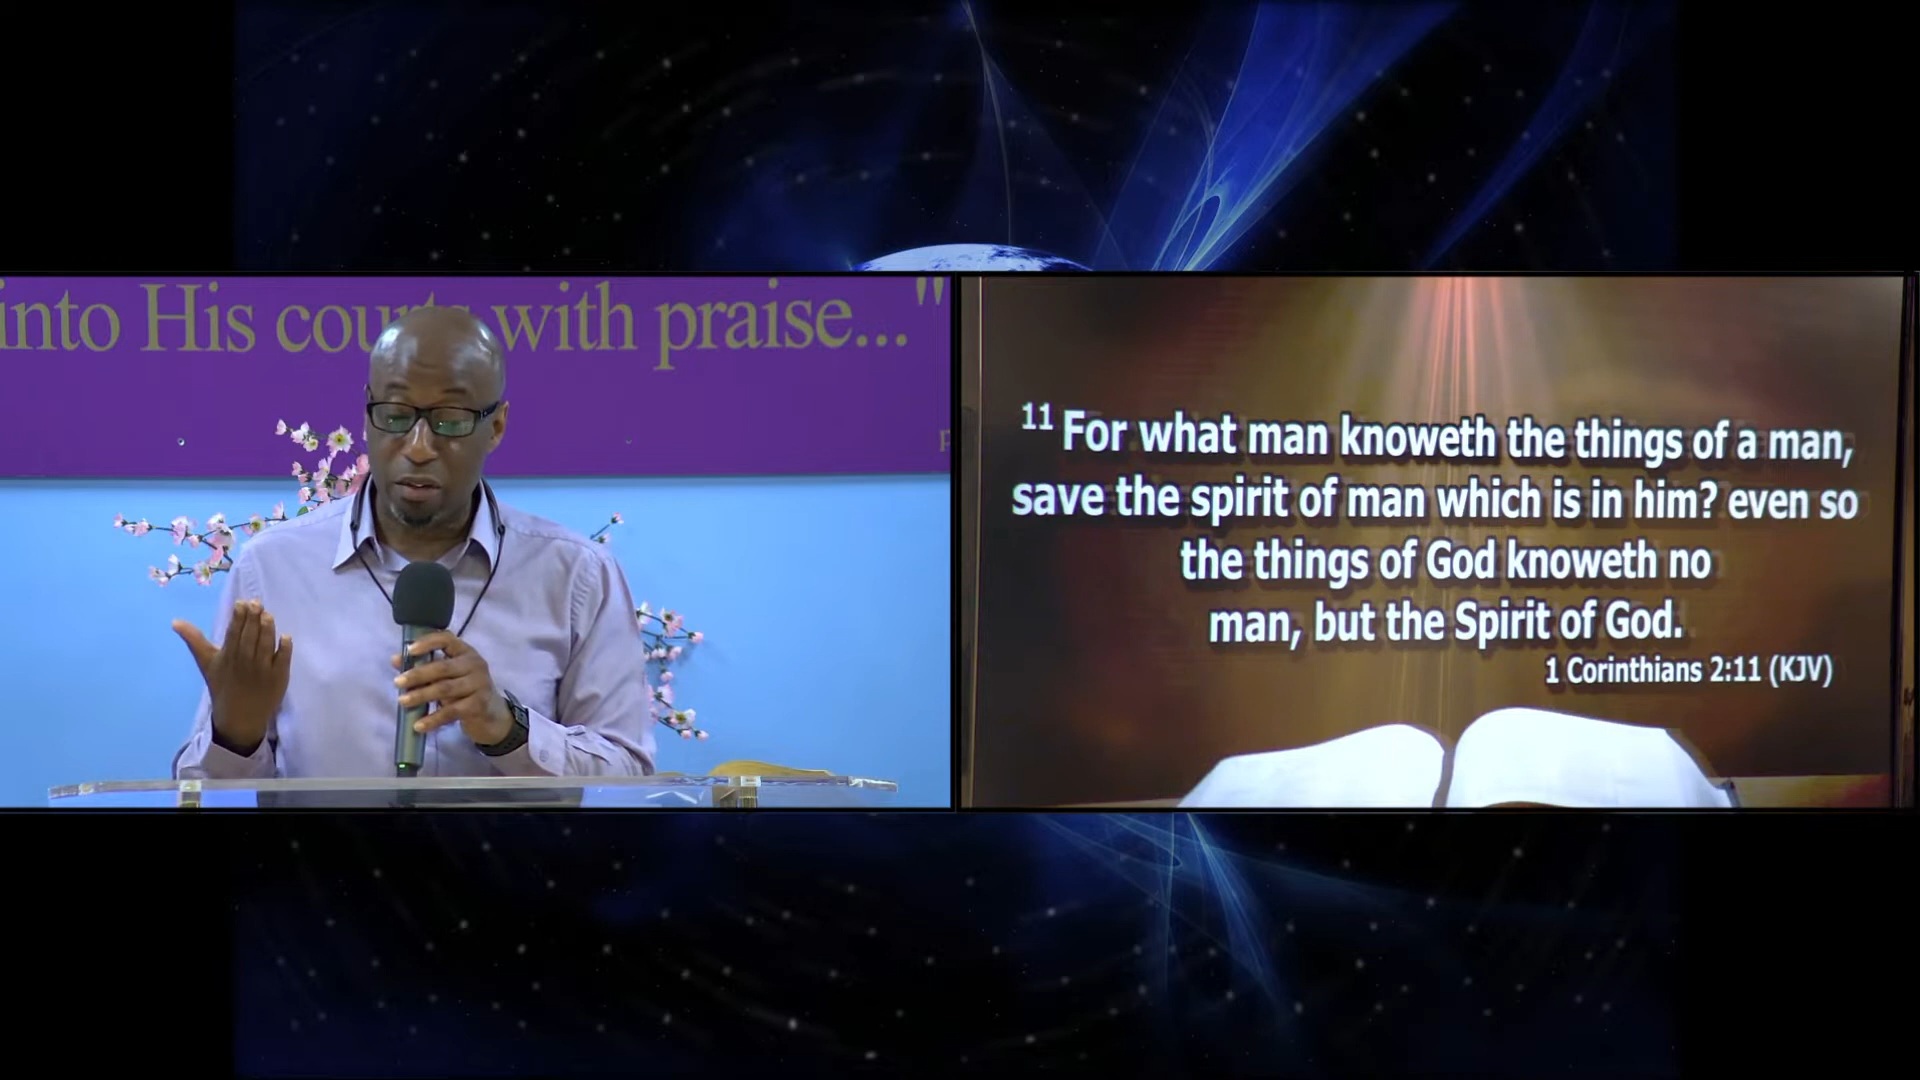 into His courts with praise..."
11 For what man knoweth the things of a man,
save the spirit of man which is in him? even so
the things of God knoweth no
man, but the Spirit of God.
1 Corinthians 2:11 (KJV)